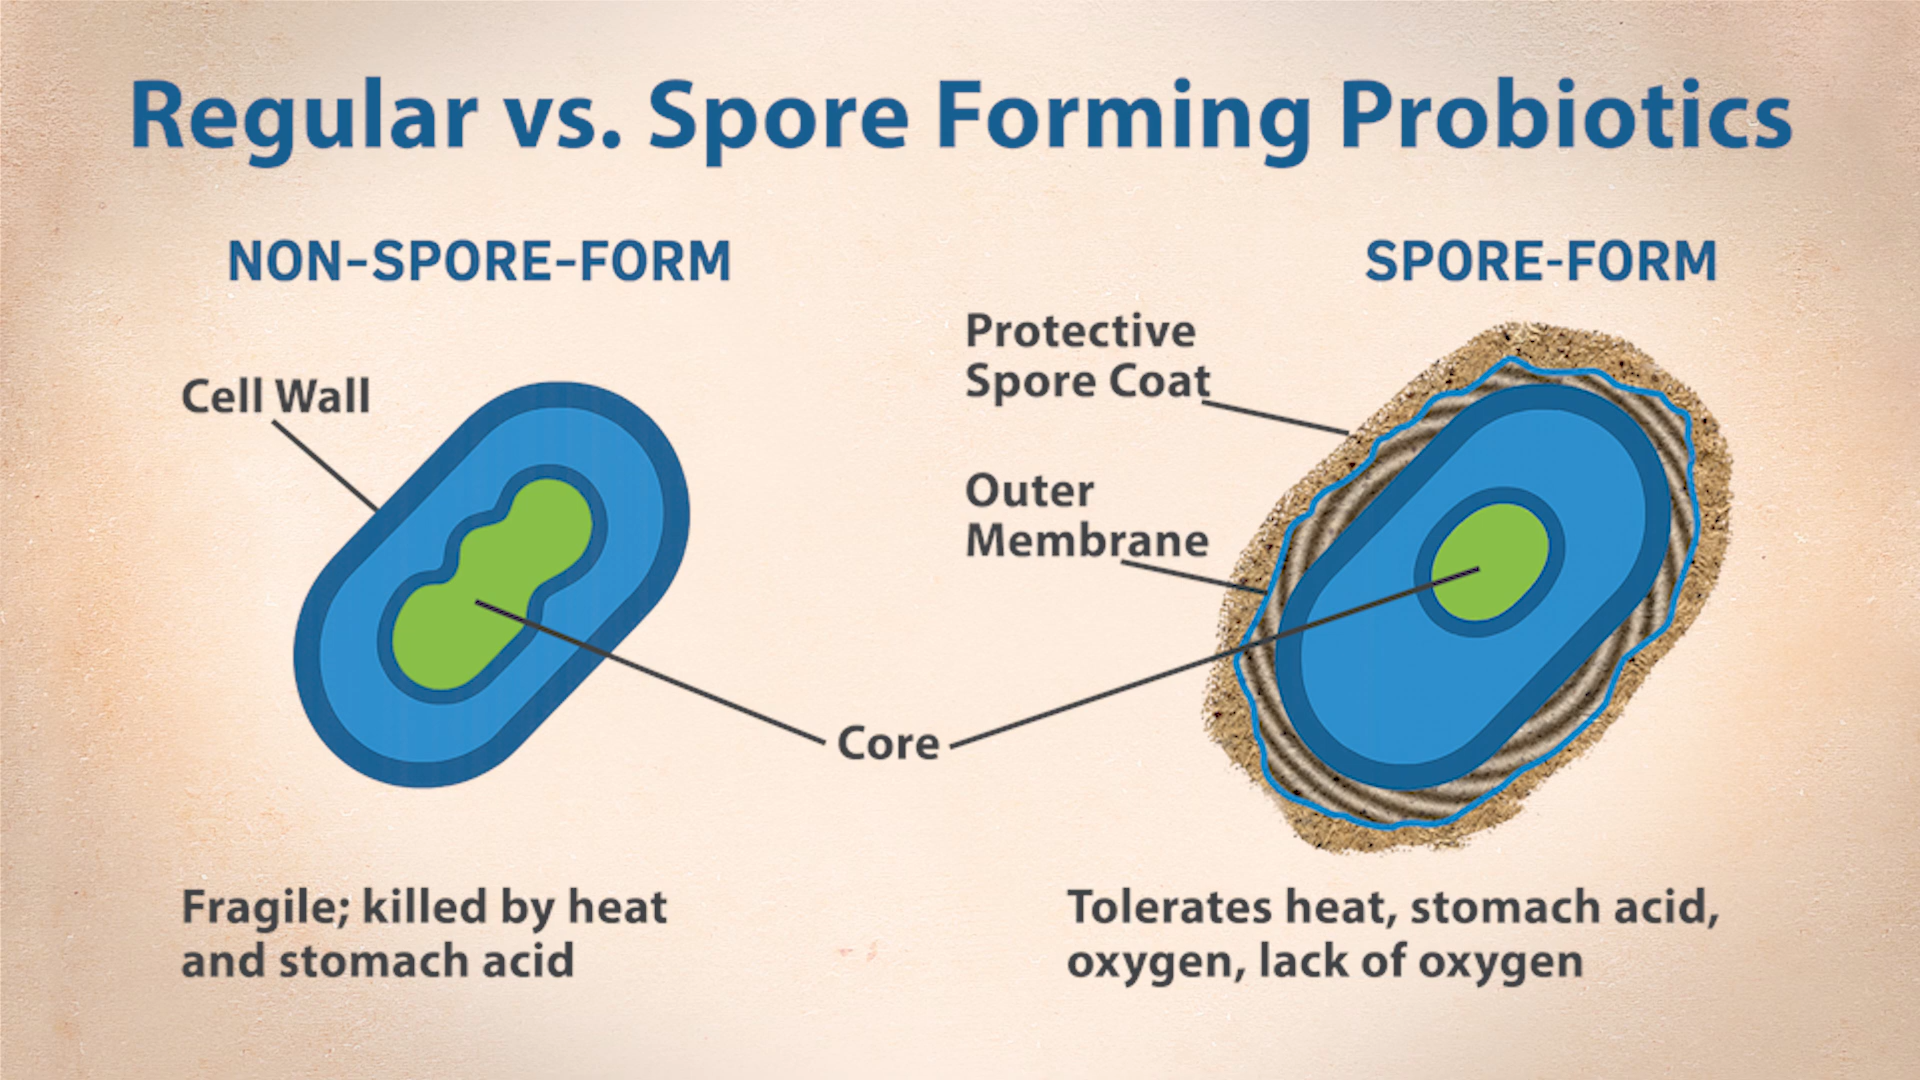 Regular vs. Spore Forming Probiotics
NON-SPORE-FORM
SPORE-FORM
Cell Wall
Protective
Spore Coat
Outer
Membrane
Core
Fragile; killed by heat
and stomach acid
Tolerates heat, stomach acid,
oxygen, lack of oxygen